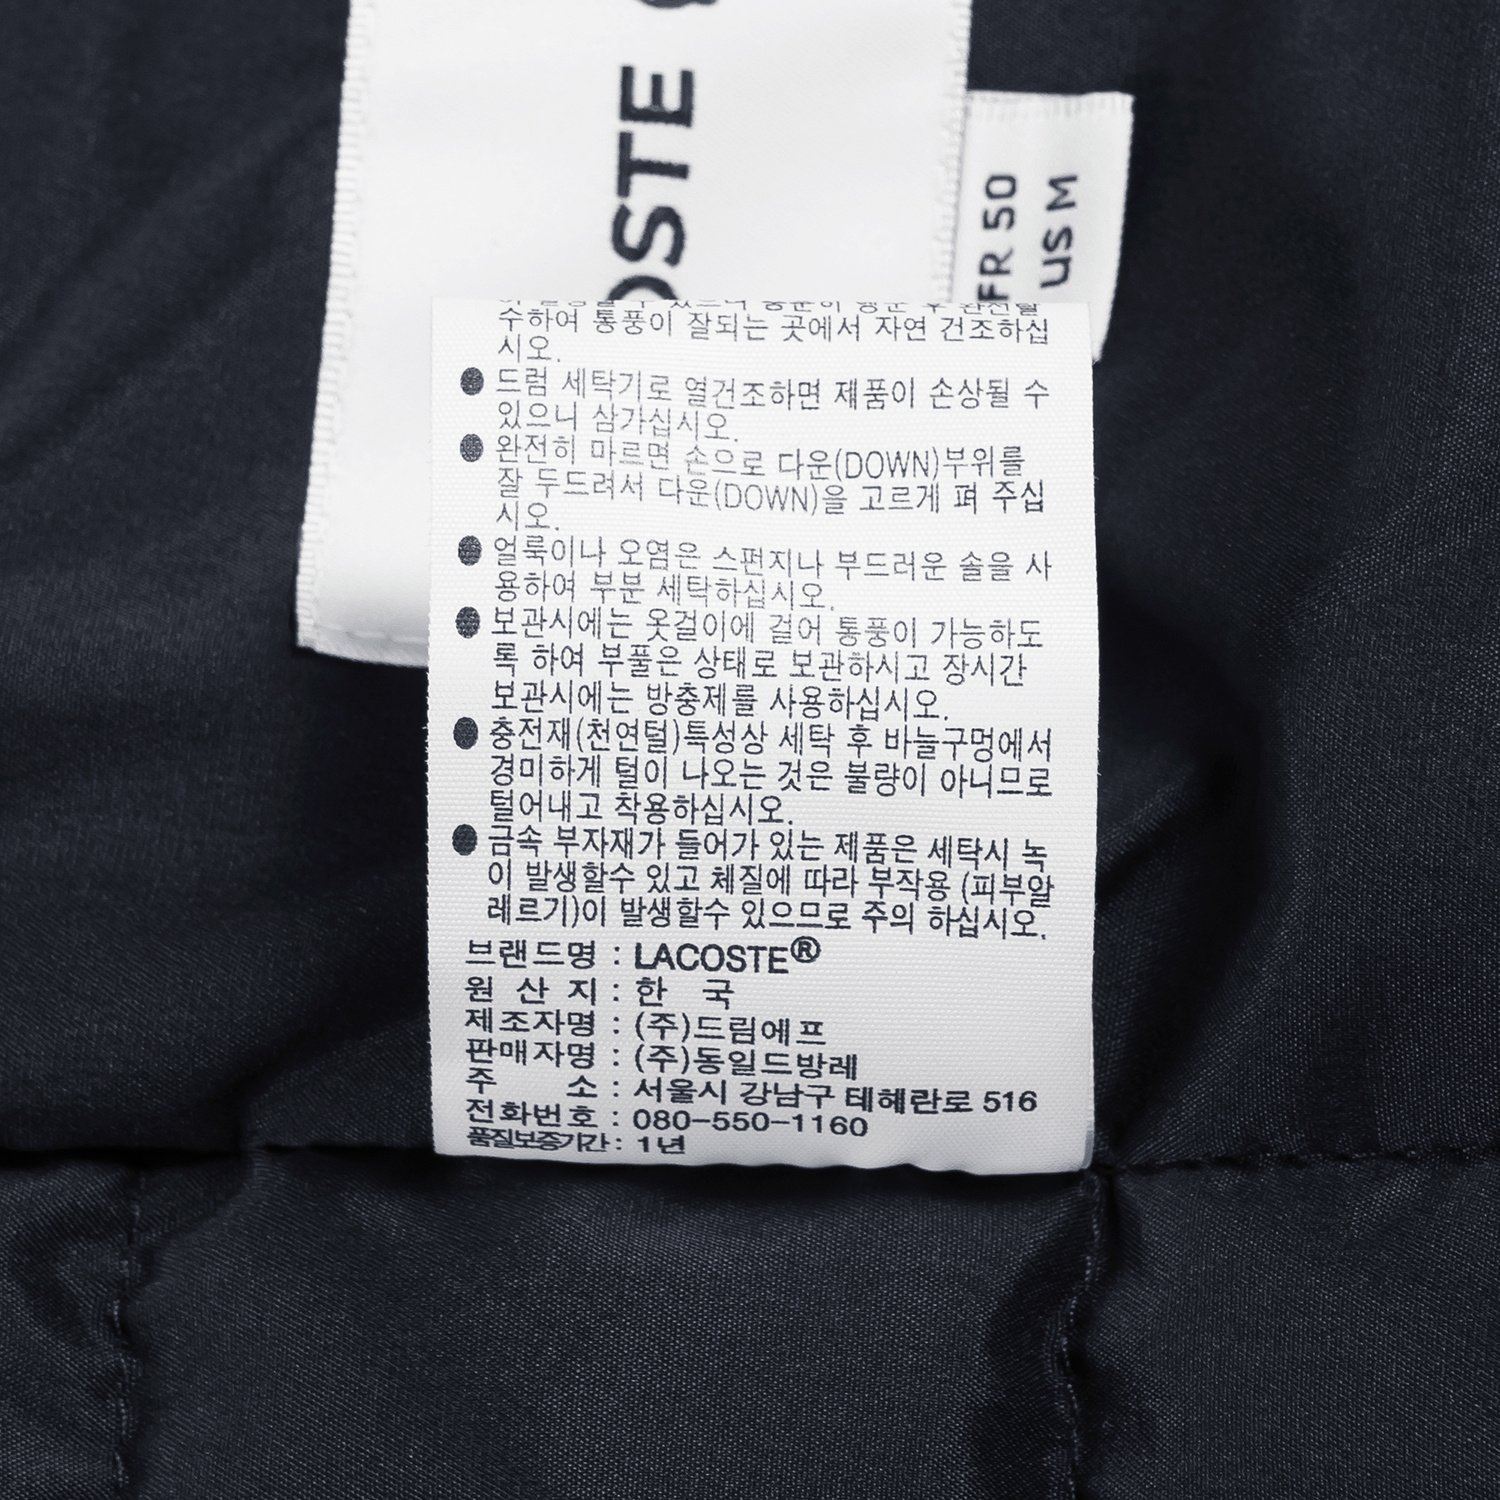 OSTE
FR 50
US M
수하여 통풍이 잘되는 곳에서 자연 건조하십
시오.
● 드럼 세탁기로 열건조하면 제품이 손상될 수
있으니 삼가십시오.
● 완전히 마르면 손으로 다운(DOWN)부위를
잘 두드려서 다운(DOWN)을 고르게 펴 주십
시오.
● 얼룩이나 오염은 스펀지나 부드러운 솔을 사
용하여 부분 세탁하십시오.
● 보관시에는 옷걸이에 걸어 통풍이 가능하도
록 하여 부풀은 상태로 보관하시고 장시간
보관시에는 방충제를 사용하십시오.
● 충전재(천연털)특성상 세탁 후 바늘구멍에서
경미하게 털이 나오는 것은 불량이 아니므로
털어내고 착용하십시오.
● 금속 부자재가 들어가 있는 제품은 세탁시 녹
이 발생할수 있고 체질에 따라 부작용 (피부알
레르기)이 발생할수 있으므로 주의 하십시오.
브랜드명 : LACOSTE®
원 산 지 : 한 국
제조자명 : (주)드림에프
판매자명 : (주)동일드방레
주 소 : 서울시 강남구 테헤란로 516
전화번호 : 080-550-1160
품질보증기간 : 1년